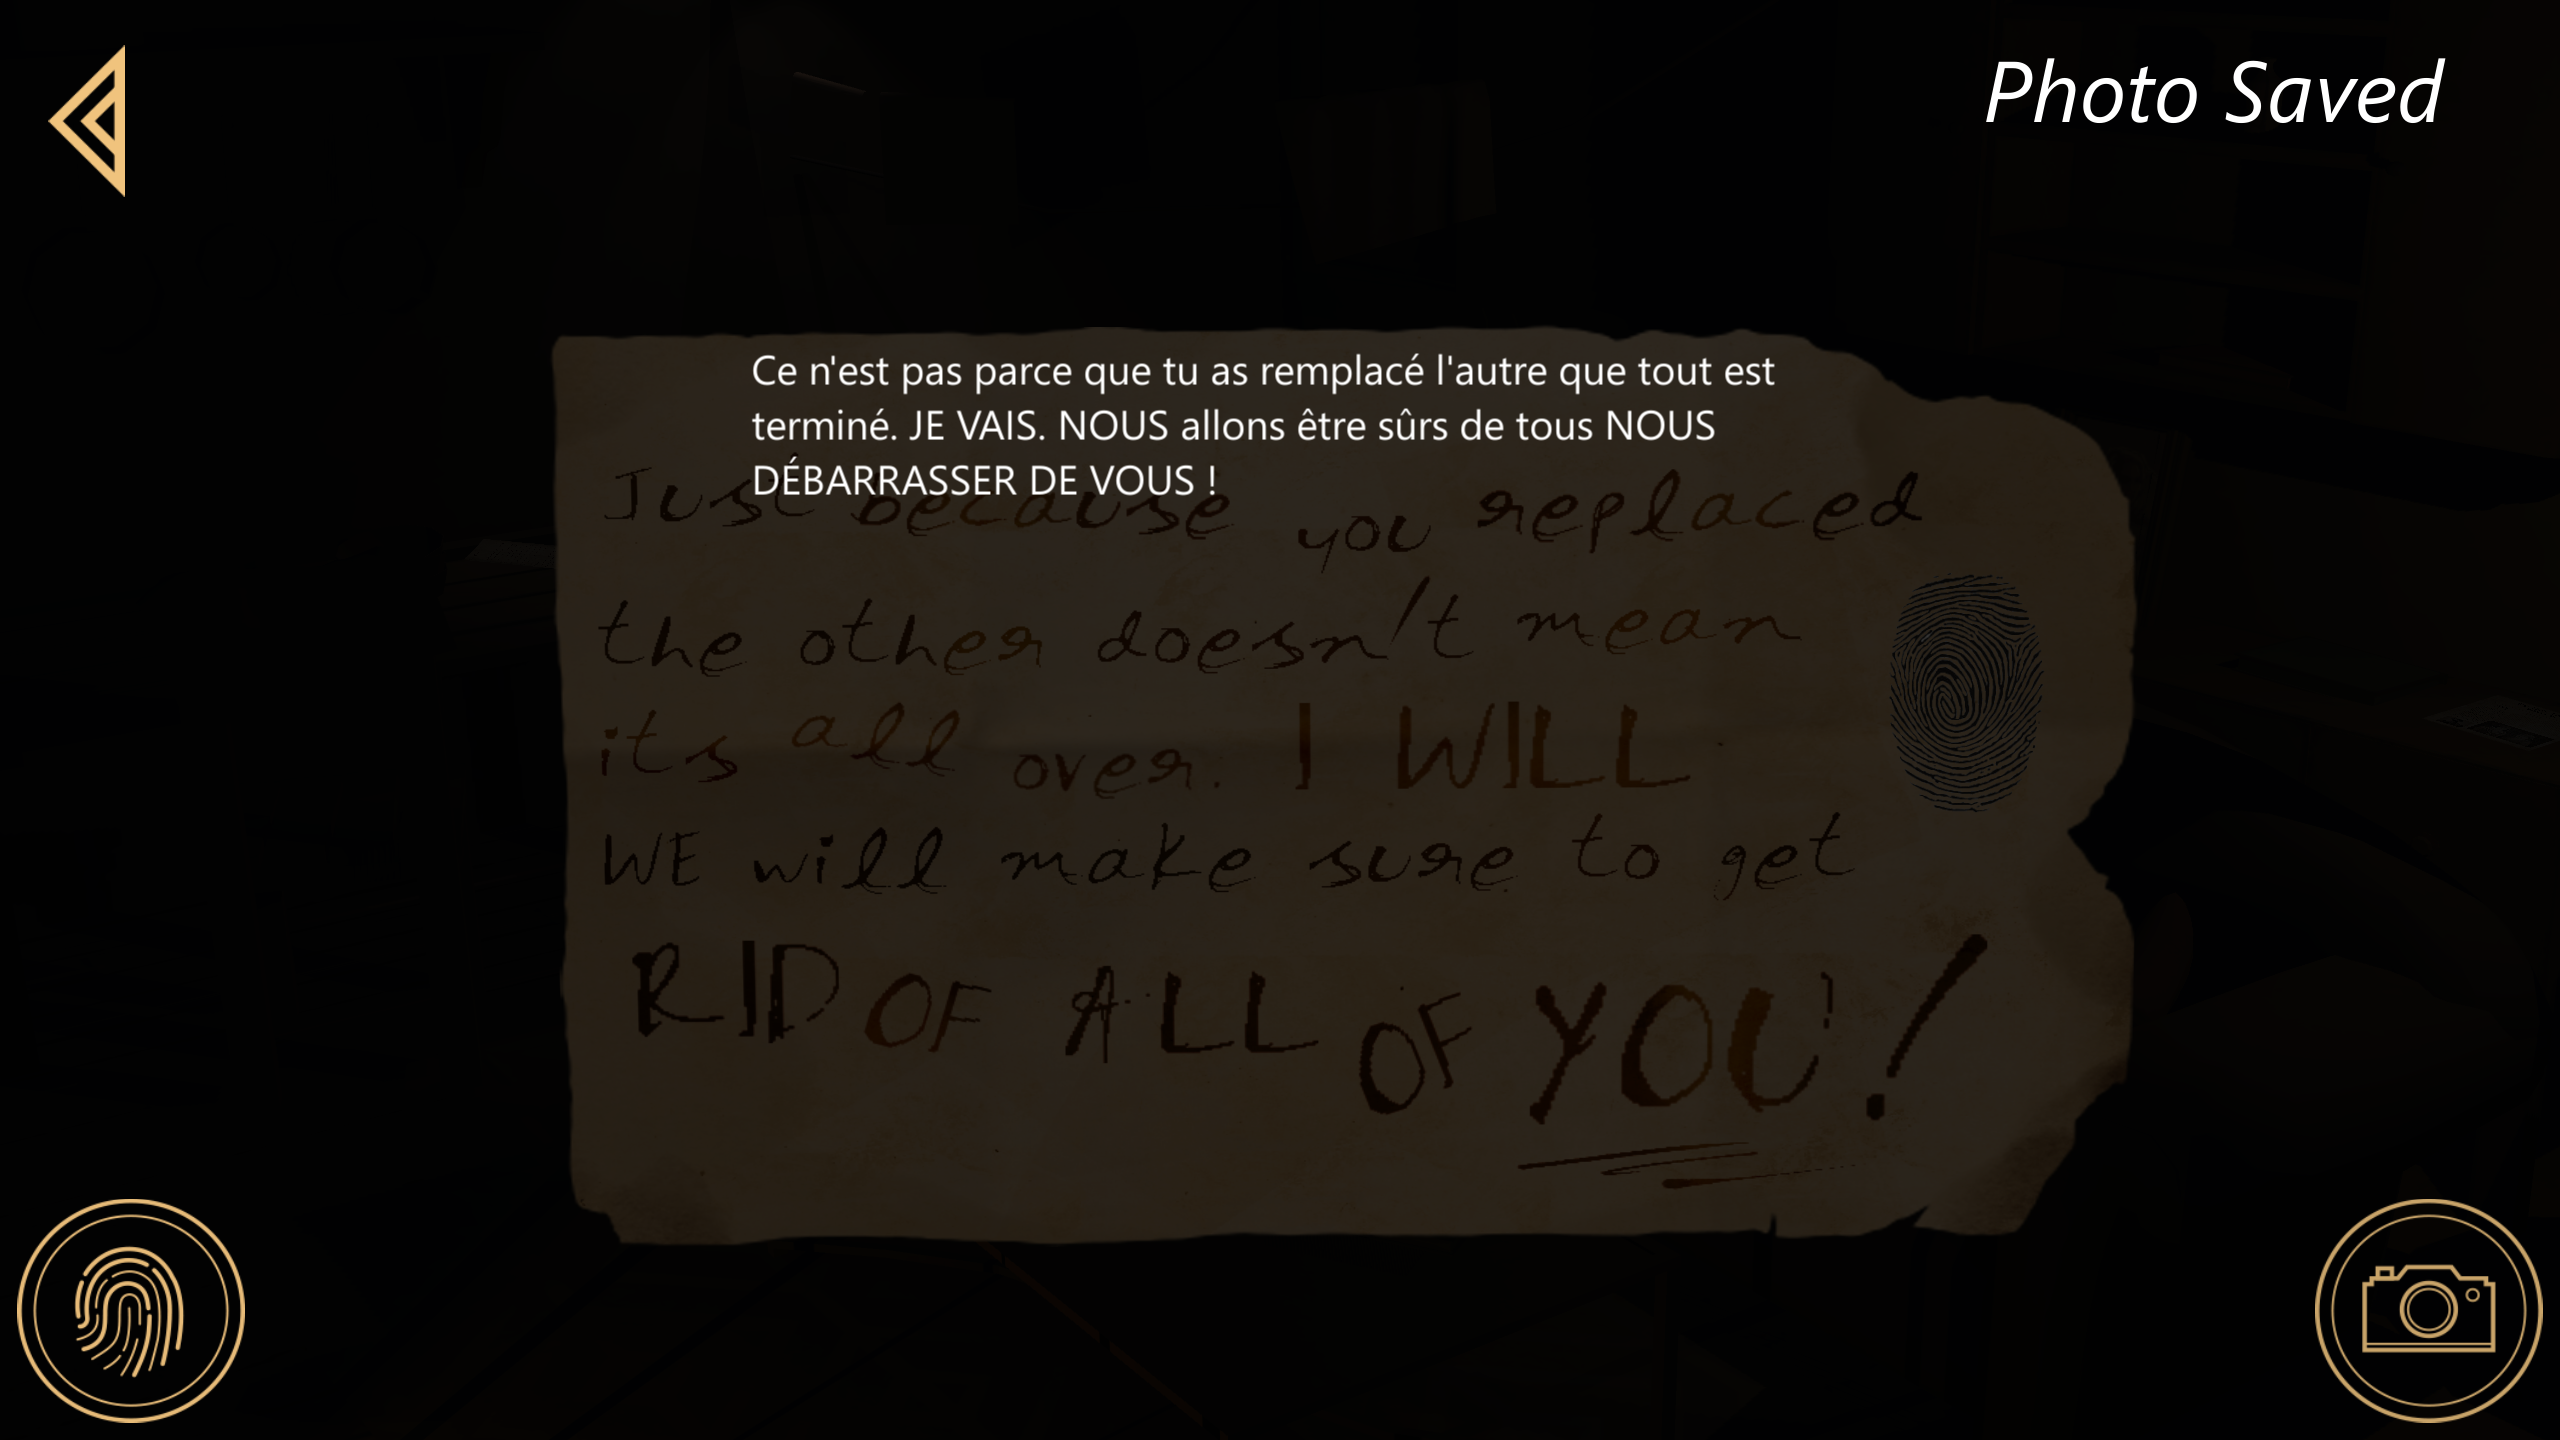 Photo Saved
Ce n'est pas parce que tu as remplacé l'autre que tout est
terminé. JE VAIS. NOUS allons être sûrs de tous NOUS
DÉBARRASSER DE VOUS !
Just because you replaced
the other doesn't mean
its all over. I WILL
WE will make sure to get
RID OF ALL OF YOU!